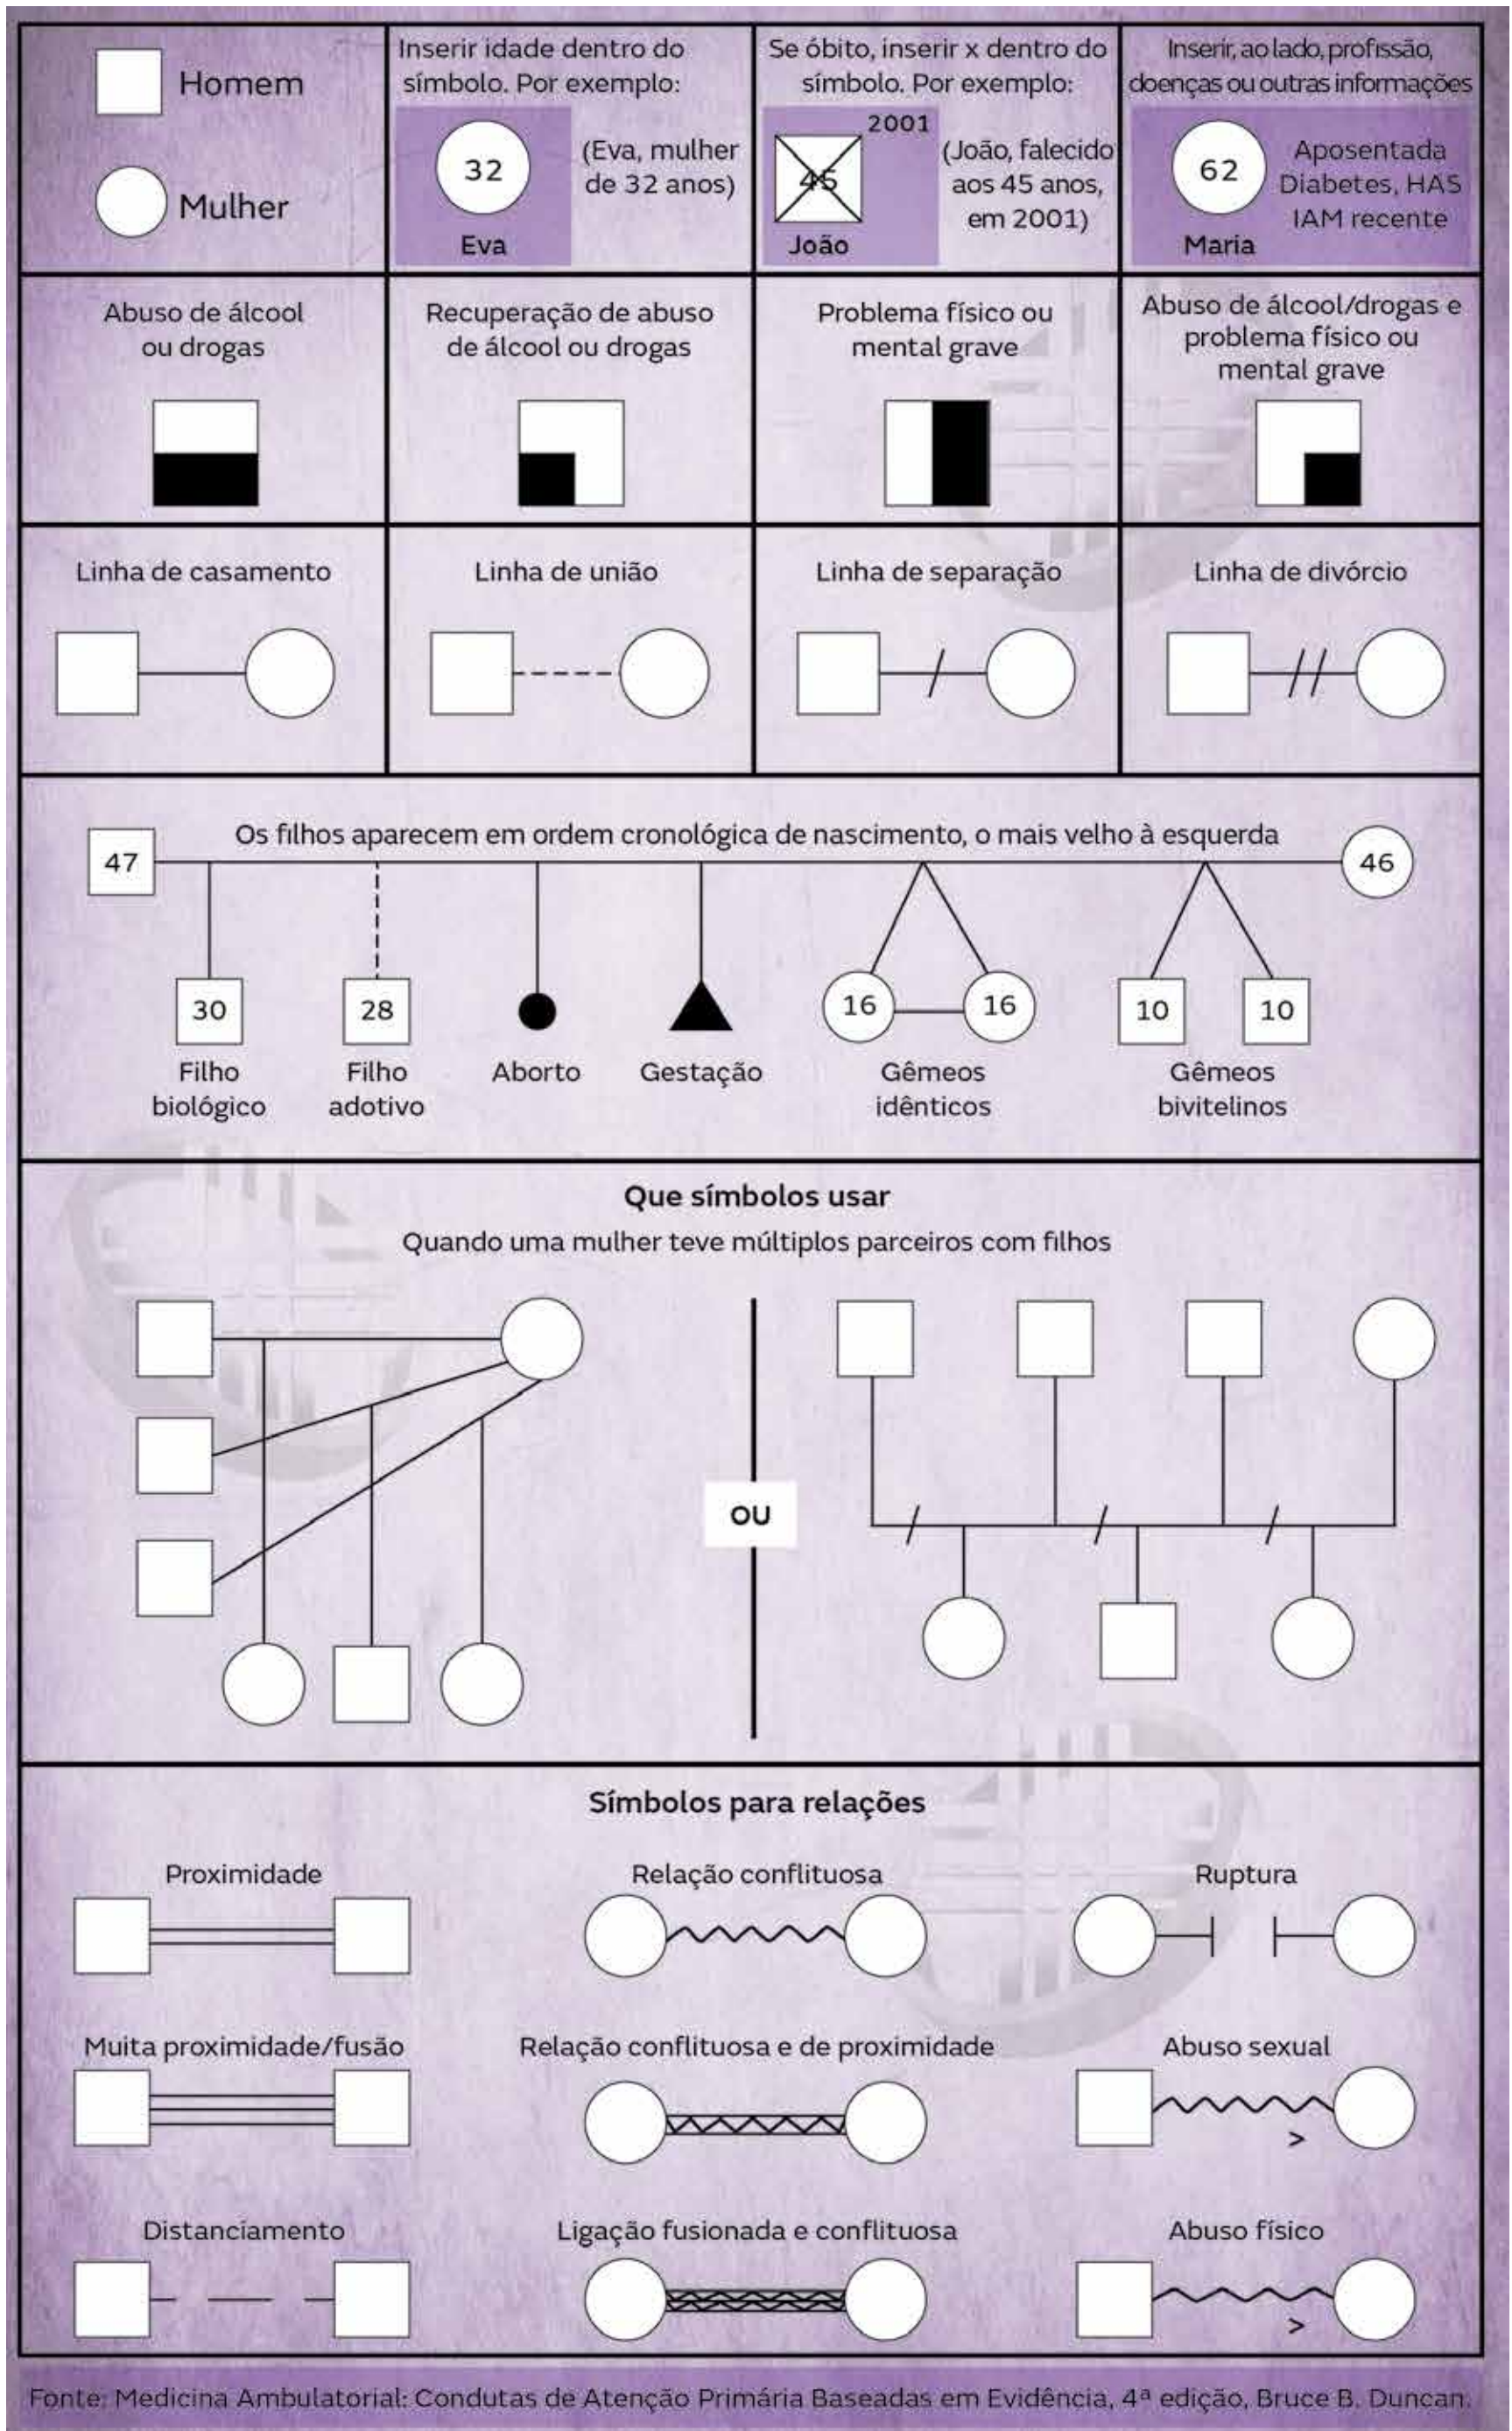 Homem
Mulher
Inserir idade dentro do
símbolo. Por exemplo:
32
(Eva, mulher
de 32 anos)
Eva
Se óbito, inserir x dentro do
símbolo. Por exemplo:
2001
45
(João, falecido
aos 45 anos,
em 2001)
João
Inserir, ao lado, profissão,
doenças ou outras informações
62
Aposentada
Diabetes, HAS
IAM recente
Maria
Abuso de álcool
ou drogas
Recuperação de abuso
de álcool ou drogas
Problema físico ou
mental grave
Abuso de álcool/drogas e
problema físico ou
mental grave
Linha de casamento
Linha de união
Linha de separação
Linha de divórcio
Os filhos aparecem em ordem cronológica de nascimento, o mais velho à esquerda
47
46
30
28
16
16
10
10
Filho
biológico
Filho
adotivo
Aborto
Gestação
Gêmeos
idênticos
Gêmeos
bivitelinos
Que símbolos usar
Quando uma mulher teve múltiplos parceiros com filhos
OU
Símbolos para relações
Proximidade
Relação conflituosa
Ruptura
Muita proximidade/fusão
Relação conflituosa e de proximidade
Abuso sexual
>
Distanciamento
Ligação fusionada e conflituosa
Abuso físico
>
Fonte: Medicina Ambulatorial: Condutas de Atenção Primária Baseadas em Evidência, 4ª edição, Bruce B. Duncan.